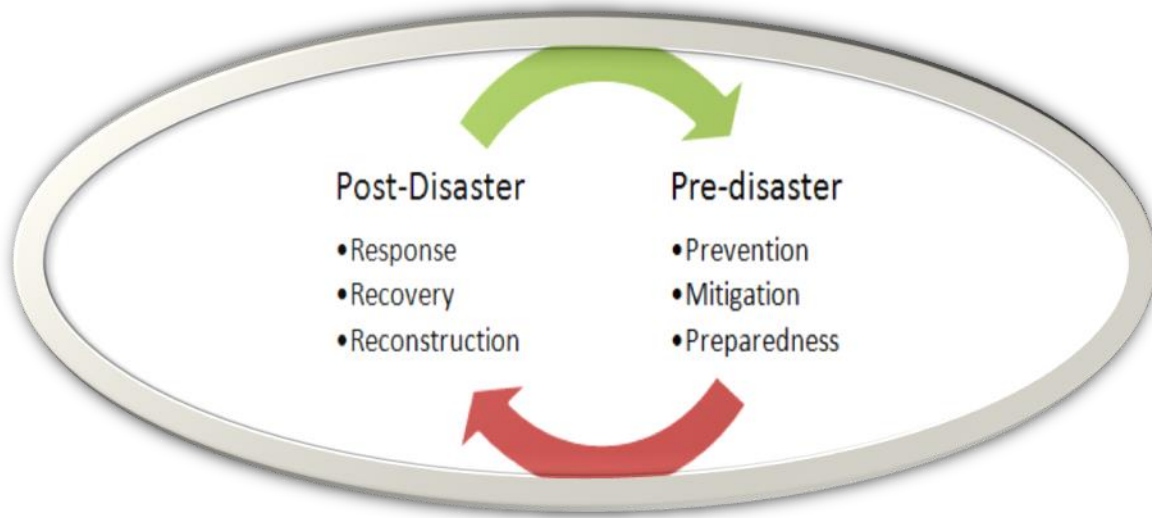 Post-Disaster
•Response
•Recovery
•Reconstruction
Pre-disaster
•Prevention
•Mitigation
•Preparedness